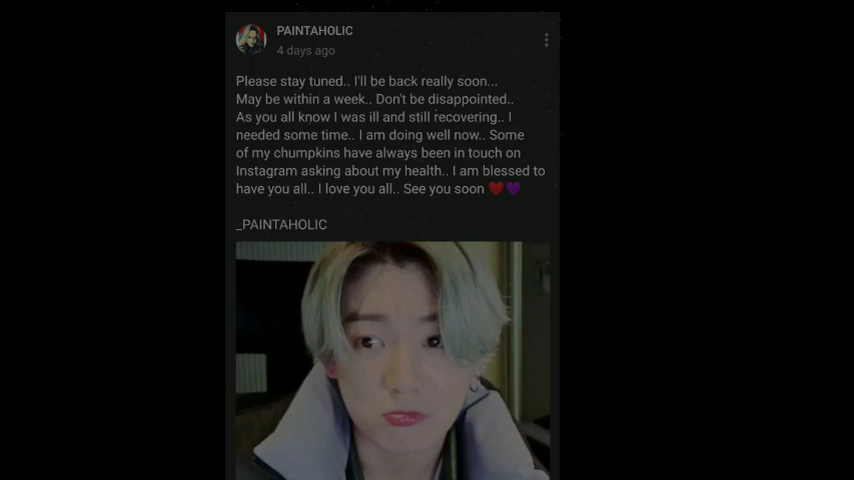 PAINTAHOLIC
4 days ago
Please stay tuned.. I'll be back really soon...
May be within a week.. Don't be disappointed..
As you all know I was ill and still recovering.. I
needed some time.. I am doing well now.. Some
of my chumpkins have always been in touch on
Instagram asking about my health.. I am blessed to
have you all.. I love you all.. See you soon ❤️💜
_PAINTAHOLIC